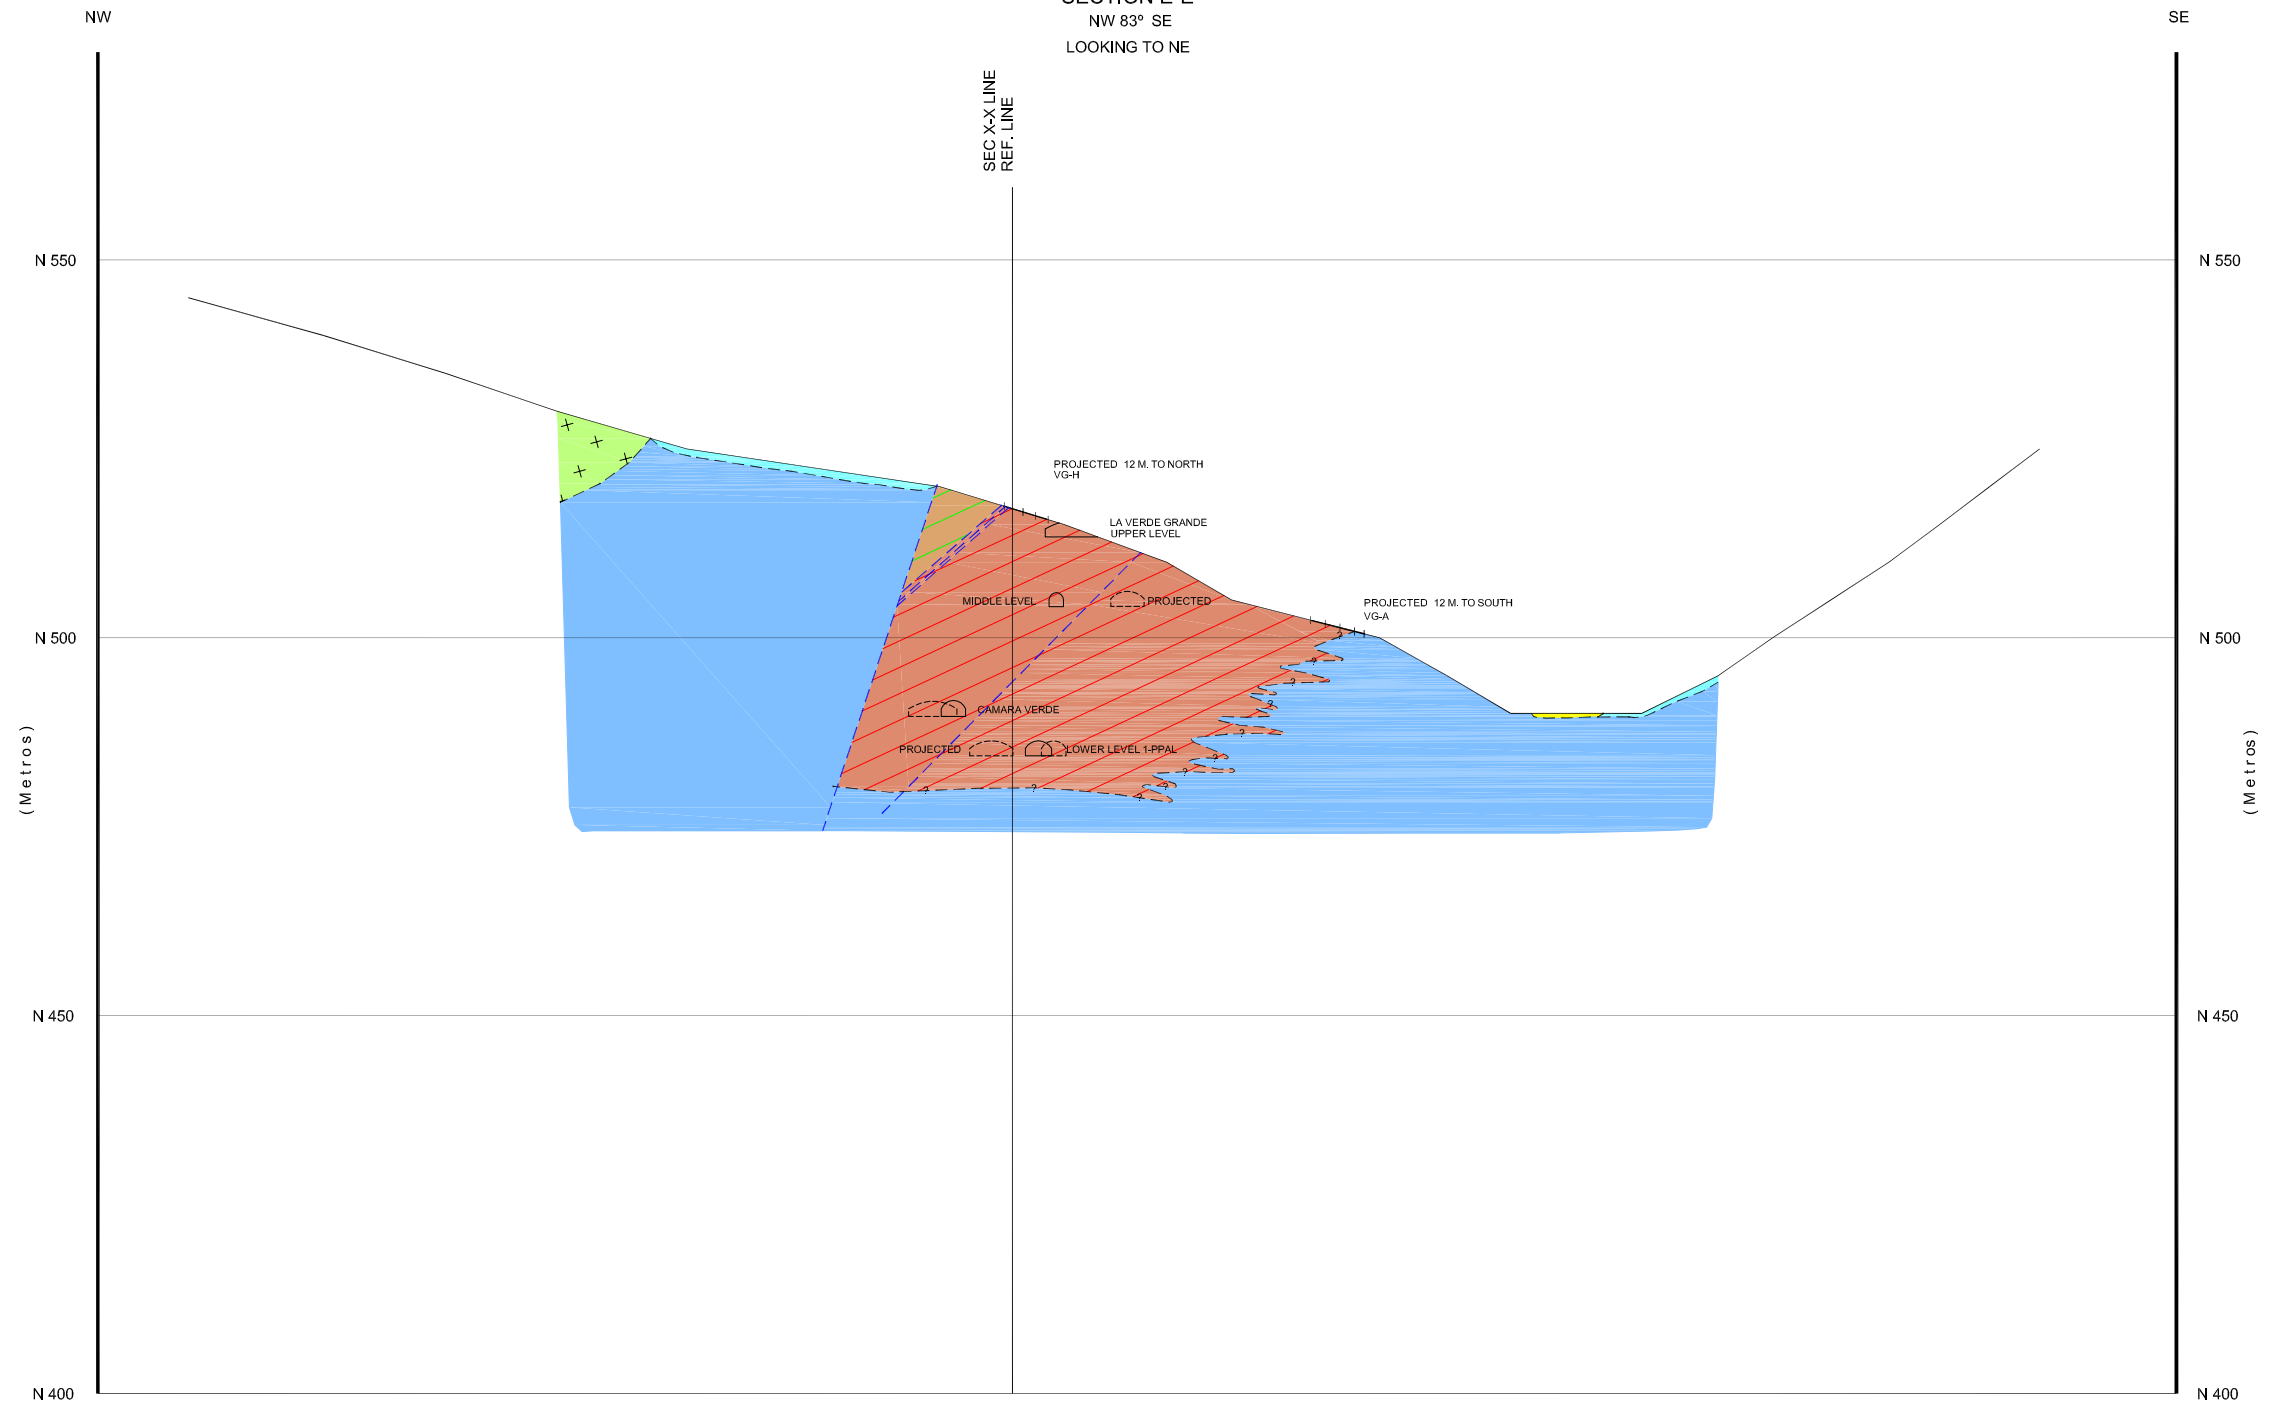 NW
NW 83º SE
SE
LOOKING TO NE
SEC X-X LINE
REF. LINE
N 550
N 550
PROJECTED 12 M. TO NORTH
VG-H
LA VERDE GRANDE
UPPER LEVEL
MIDDLE LEVEL
PROJECTED
PROJECTED 12 M. TO SOUTH
VG-A
N 500
N 500
?
?
?
?
?
?
?
?
?
?
?
CAMARA VERDE
PROJECTED
LOWER LEVEL 1-PPAL
(Metros)
(Metros)
N 450
N 450
N 400
N 400